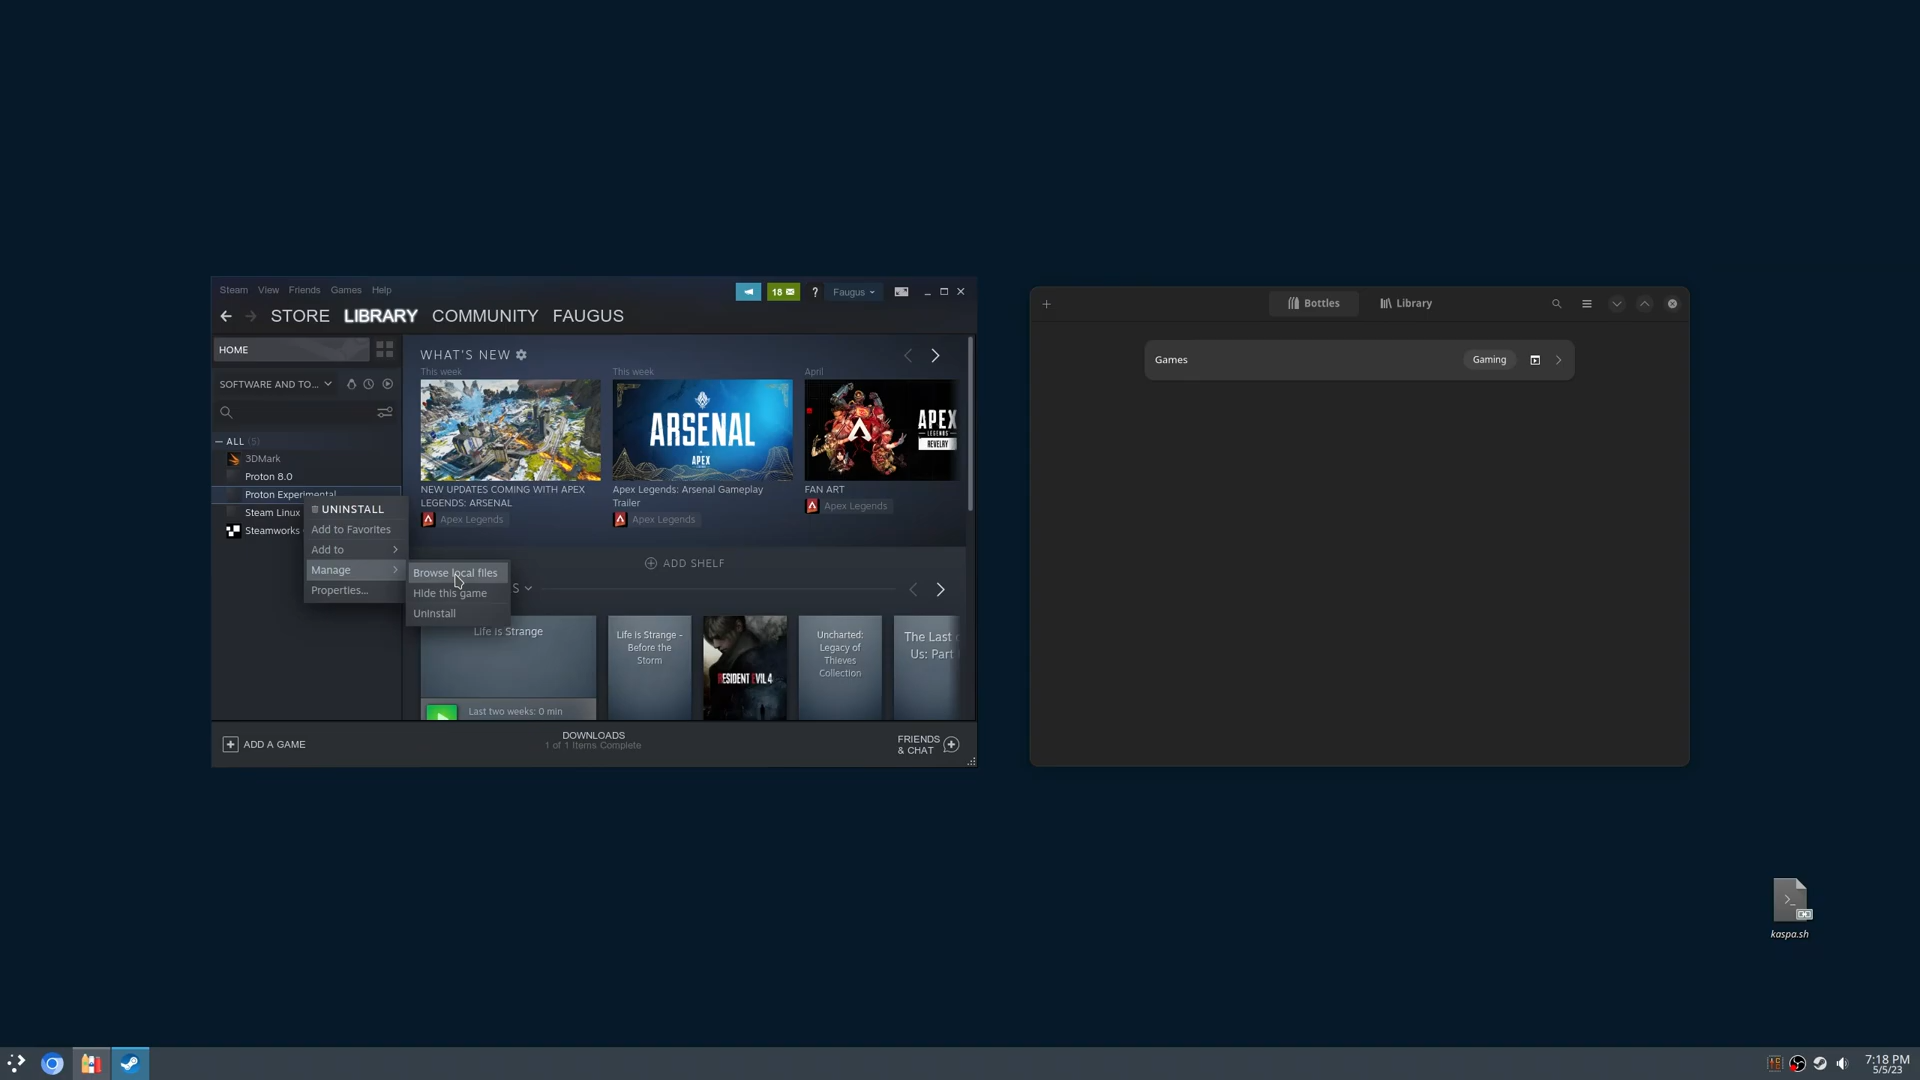 Steam View Friends Games Help
18
?
Faugus
STORE LIBRARY COMMUNITY FAUGUS
HOME
SOFTWARE AND TO...
ALL (5)
3DMark
Proton 8.0
Proton Experimental
Steam Linux
Steamworks
UNINSTALL
Add to Favorites
Add to
Manage
Properties...
Browse local files
Hide this game
Uninstall
WHAT'S NEW
This week
This week
April
ARSENAL
APEX
APEX
LEGENDS
REVELRY
NEW UPDATES COMING WITH APEX
LEGENDS: ARSENAL
Apex Legends
Apex Legends: Arsenal Gameplay
Trailer
Apex Legends
FAN ART
Apex Legends
ADD SHELF
S
Life is Strange
Last two weeks: 0 min
Life is Strange -
Before the
Storm
RESIDENT EVIL 4
Uncharted:
Legacy of
Thieves
Collection
The Last
Us: Part
ADD A GAME
DOWNLOADS
1 of 1 Items Complete
FRIENDS
& CHAT
Bottles
Library
Games
Gaming
kaspa.sh
7:18 PM
5/5/23